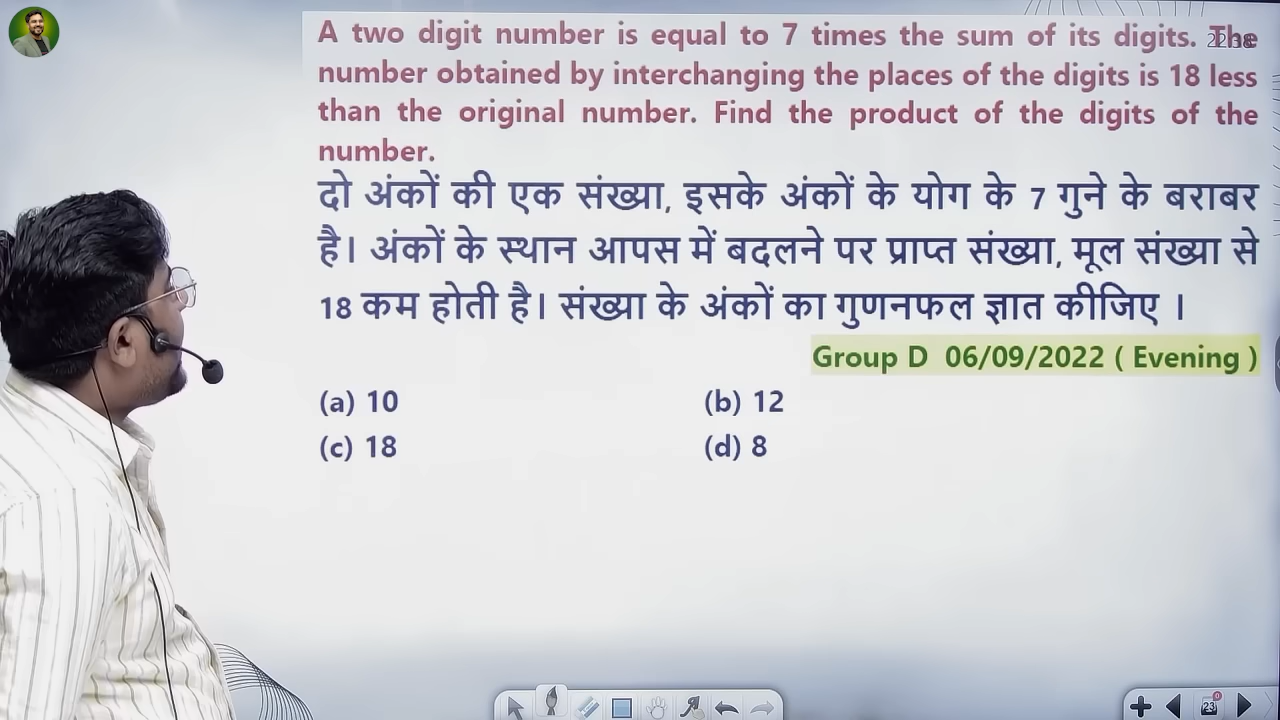 A two digit number is equal to 7 times the sum of its digits. The
number obtained by interchanging the places of the digits is 18 less
than the original number. Find the product of the digits of the
number.
दो अंकों की एक संख्या, इसके अंकों के योग के 7 गुने के बराबर
है। अंकों के स्थान आपस में बदलने पर प्राप्त संख्या, मूल संख्या से
18 कम होती है। संख्या के अंकों का गुणनफल ज्ञात कीजिए ।
Group D 06/09/2022 ( Evening )
(a) 10 (b) 12
(c) 18 (d) 8
23